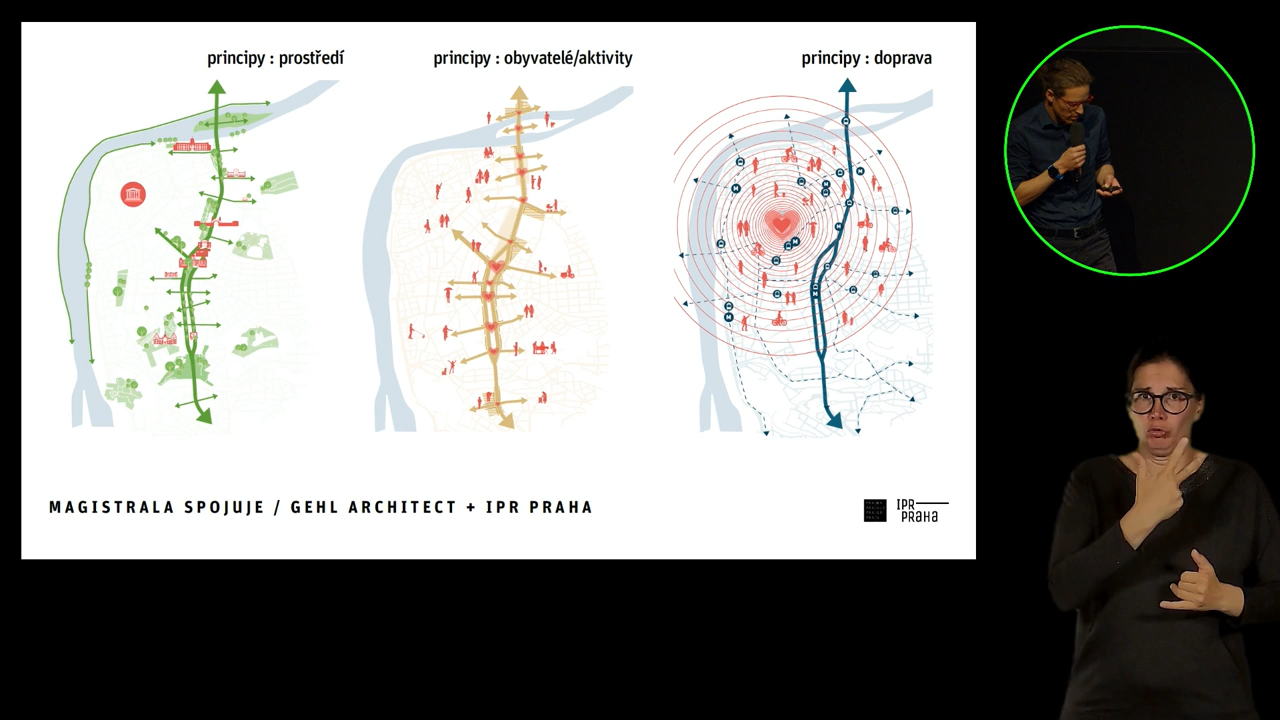 principy : prostředí
principy : obyvatelé/aktivity
principy : doprava
MAGISTRALA SPOJUJE / GEHL ARCHITECT + IPR PRAHA
IPR
PRAHA